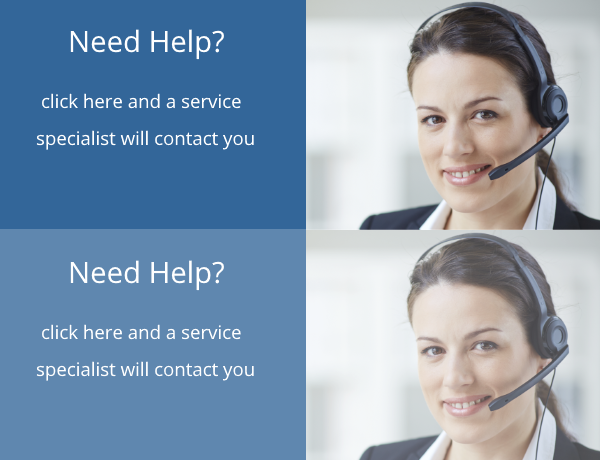 Need Help?
click here and a service
specialist will contact you
Need Help?
click here and a service
specialist will contact you